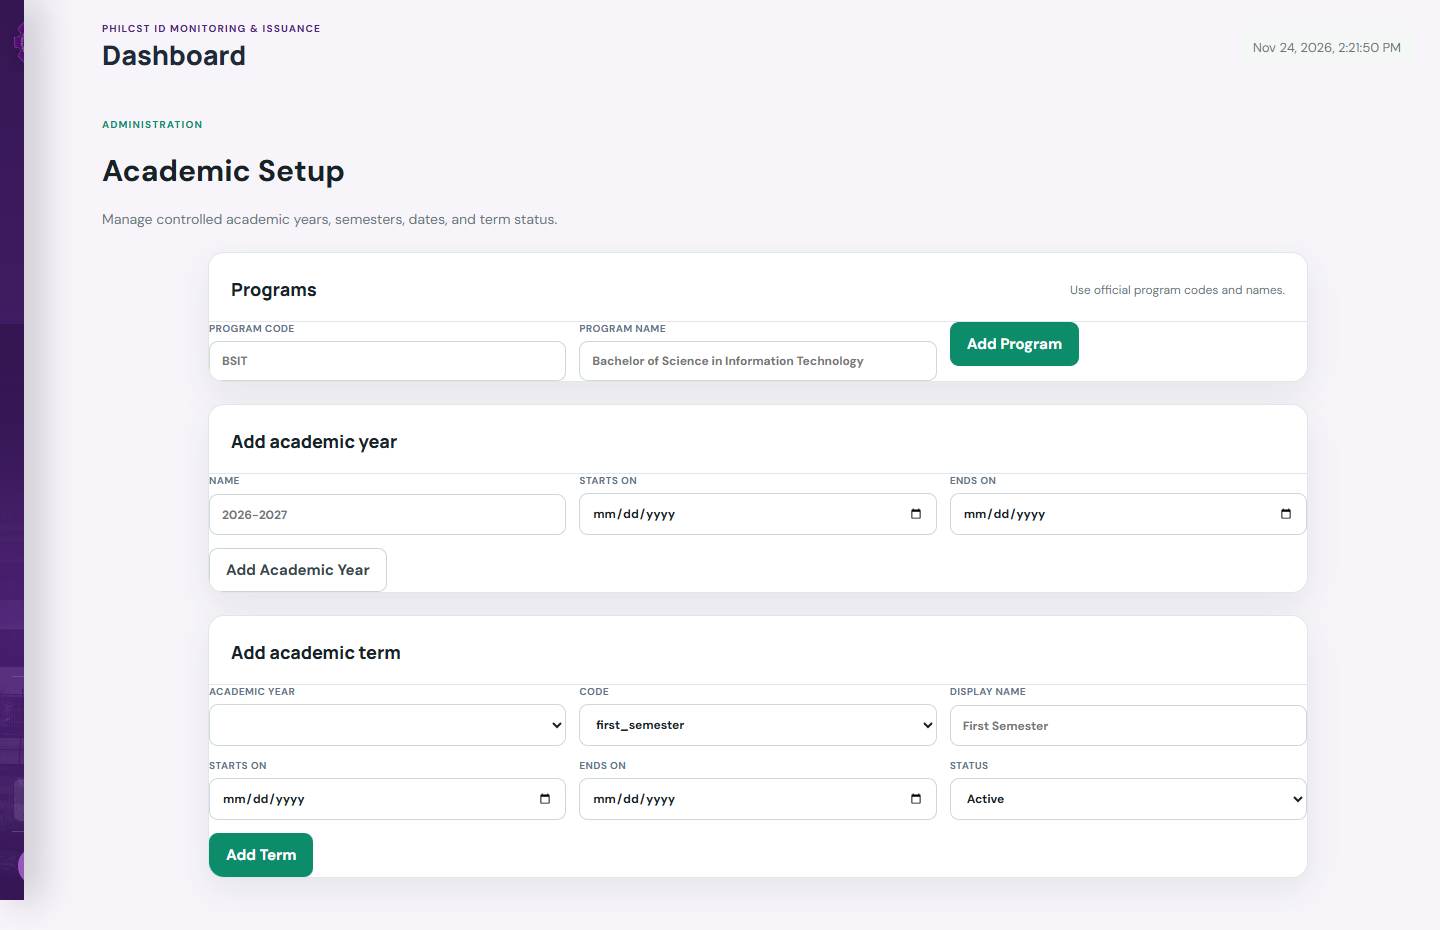 PHILCST ID MONITORING & ISSUANCE
Dashboard
Nov 24, 2026, 2:21:50 PM
ADMINISTRATION
Academic Setup
Manage controlled academic years, semesters, dates, and term status.
Programs
Use official program codes and names.
PROGRAM CODE
PROGRAM NAME
BSIT
Bachelor of Science in Information Technology
Add Program
Add academic year
NAME
STARTS ON
ENDS ON
2026-2027
mm/dd/yyyy
mm/dd/yyyy
Add Academic Year
Add academic term
ACADEMIC YEAR
CODE
DISPLAY NAME
first_semester
First Semester
STARTS ON
ENDS ON
STATUS
mm/dd/yyyy
mm/dd/yyyy
Active
Add Term